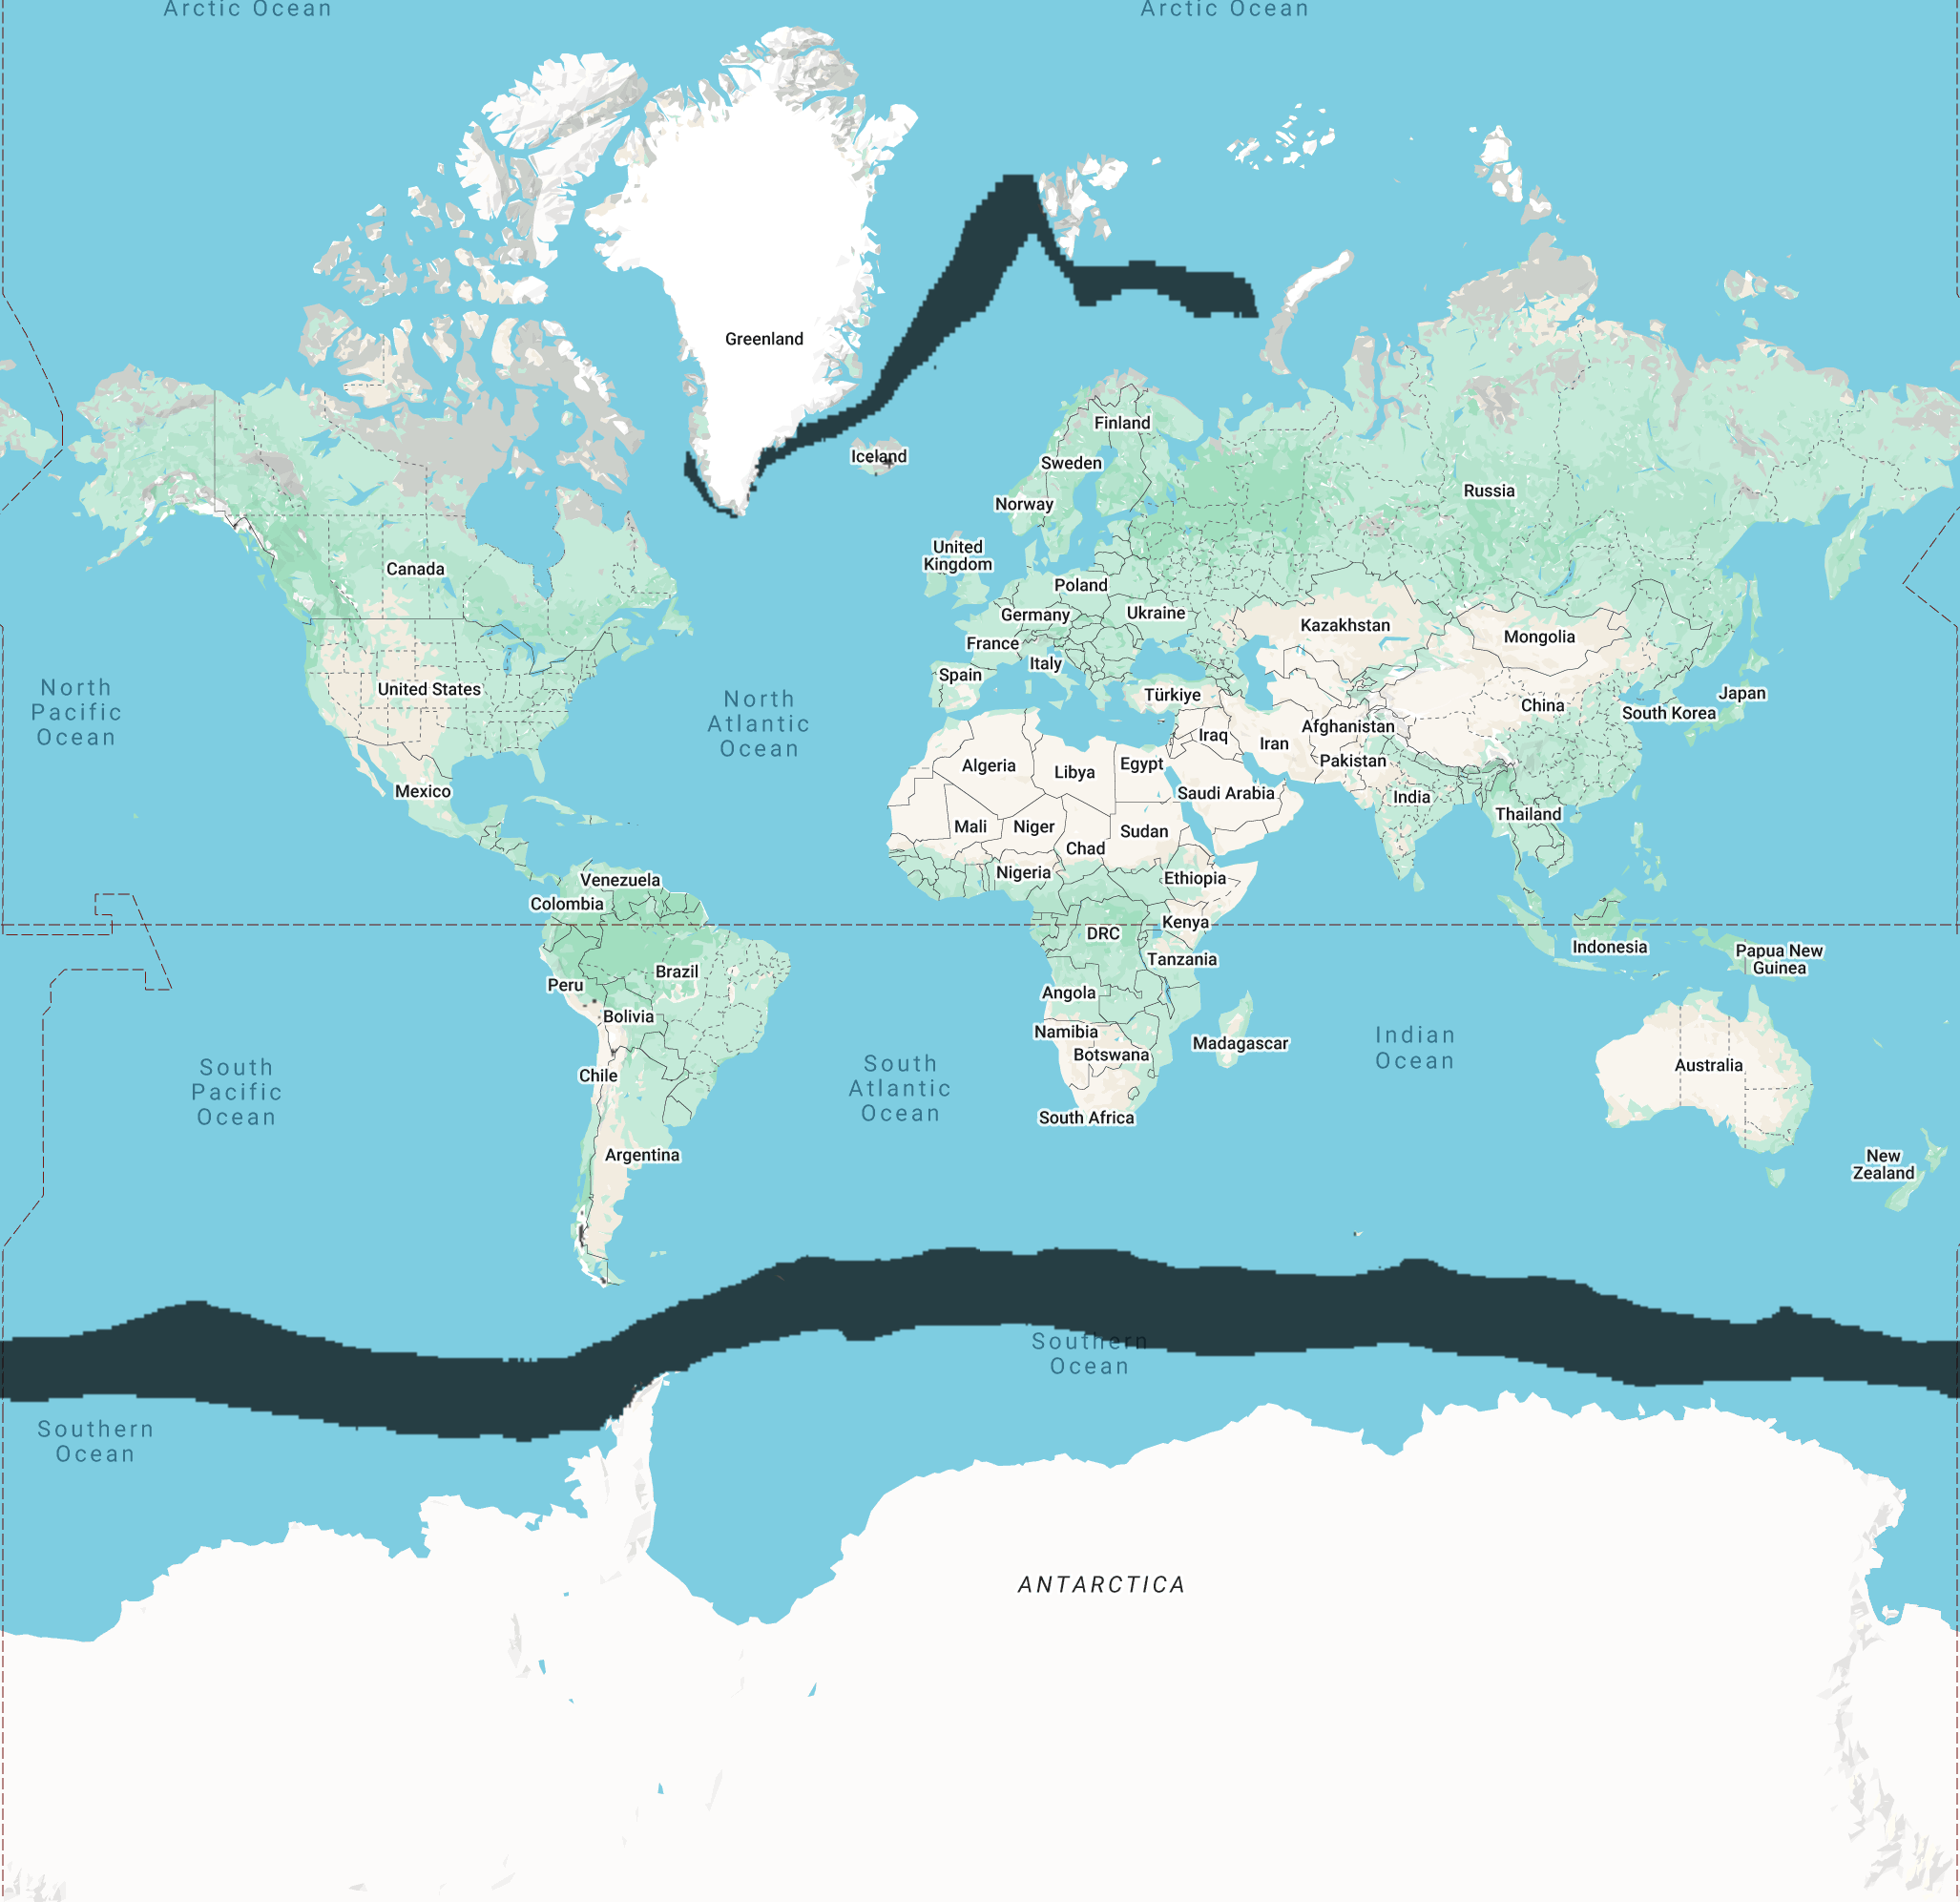 Arctic Ocean
Arctic Ocean
Greenland
Finland
Iceland
Sweden
Russia
Norway
United
Kingdom
Canada
Poland
Germany
Ukraine
Kazakhstan
Mongolia
France
Italy
Spain
United States
Türkiye
China
Japan
South Korea
North
Pacific
Ocean
North
Atlantic
Ocean
Afghanistan
Iraq
Iran
Pakistan
Algeria
Libya
Egypt
Mexico
Saudi Arabia
India
Thailand
Mali
Niger
Sudan
Chad
Nigeria
Ethiopia
Venezuela
Colombia
Kenya
DRC
Indonesia
Tanzania
Papua New
Guinea
Brazil
Peru
Angola
Bolivia
Namibia
Botswana
Madagascar
Indian
Ocean
Australia
Chile
South
Pacific
Ocean
South
Atlantic
Ocean
South Africa
Argentina
New
Zealand
Southern
Ocean
Southern
Ocean
ANTARCTICA